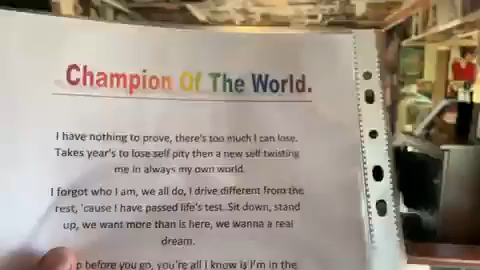 Champion Of The World.
I have nothing to prove, there's too much I can lose.
Takes year's to lose self pity then a new self twisting
me in always my own world.
I forgot who I am, we all do, I drive different from the
rest, 'cause I have passed life's test. Sit down, stand
up, we want more than is here, we wanna a real
dream.
p before you go, you're all I know is I'm in the